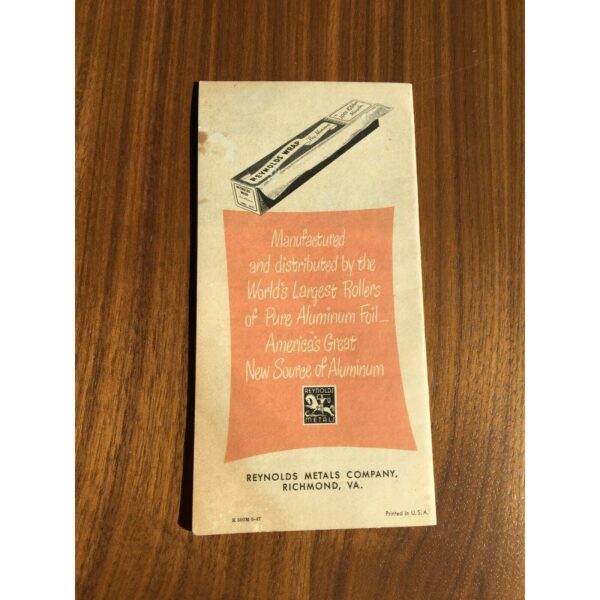 REYNOLDS WRAP
Manufactured
and distributed by the
World's Largest Rollers
of Pure Aluminum Foil—
America's Great
New Source of Aluminum
REYNOLDS
METALS
REYNOLDS METALS COMPANY,
RICHMOND, VA.
Printed in U.S.A.